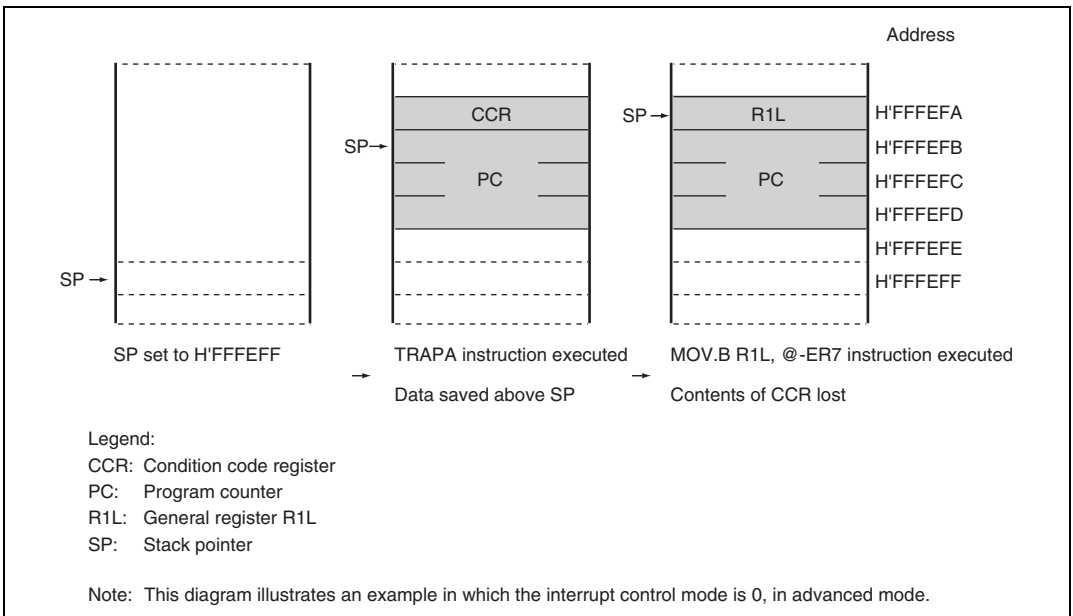 Address
CCR
SP
R1L
H'FFFEFA
SP
H'FFFEFB
PC
PC
H'FFFEFC
H'FFFEFD
H'FFFEFE
SP
H'FFFEFF
SP set to H'FFFEFF
TRAPA instruction executed
MOV.B R1L, @-ER7 instruction executed
→
Data saved above SP
→
Contents of CCR lost
Legend:
CCR: Condition code register
PC: Program counter
R1L: General register R1L
SP: Stack pointer
Note: This diagram illustrates an example in which the interrupt control mode is 0, in advanced mode.